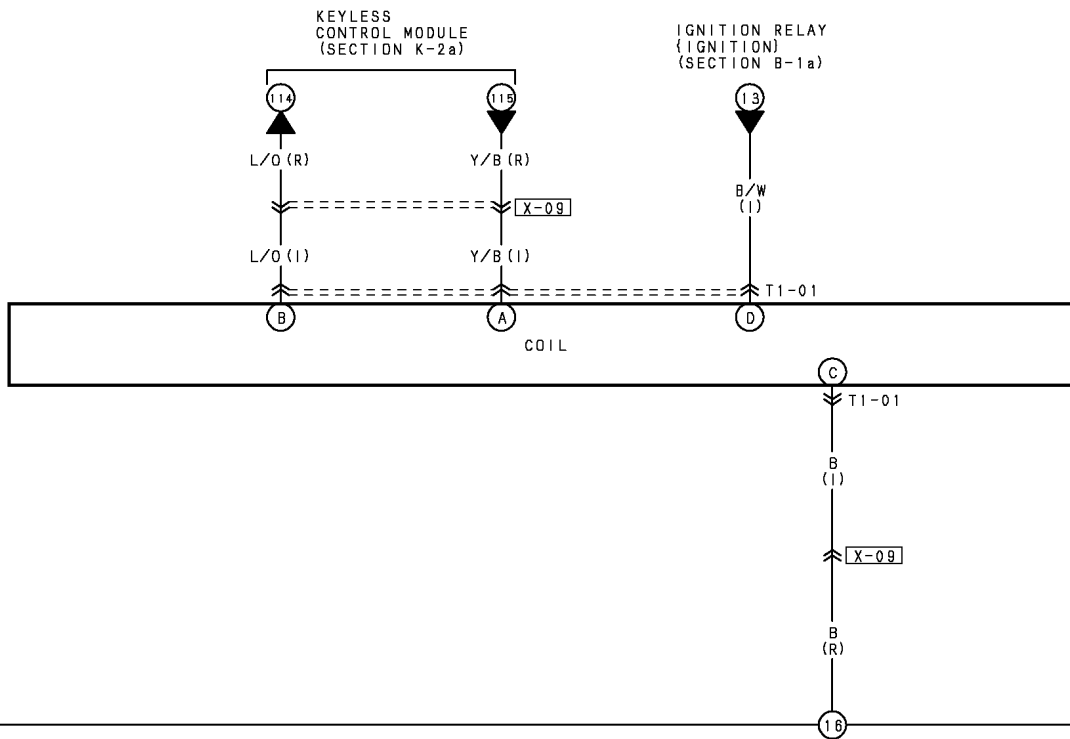 KEYLESS
CONTROL MODULE
(SECTION K-2a)
IGNITION RELAY
(IGNITION)
(SECTION B-1a)
114
115
13
L/O (R)
Y/B (R)
B/W
(I)
X-09
L/O (I)
Y/B (I)
T1-01
B
A
D
COIL
C
T1-01
B
(I)
X-09
B
(R)
16